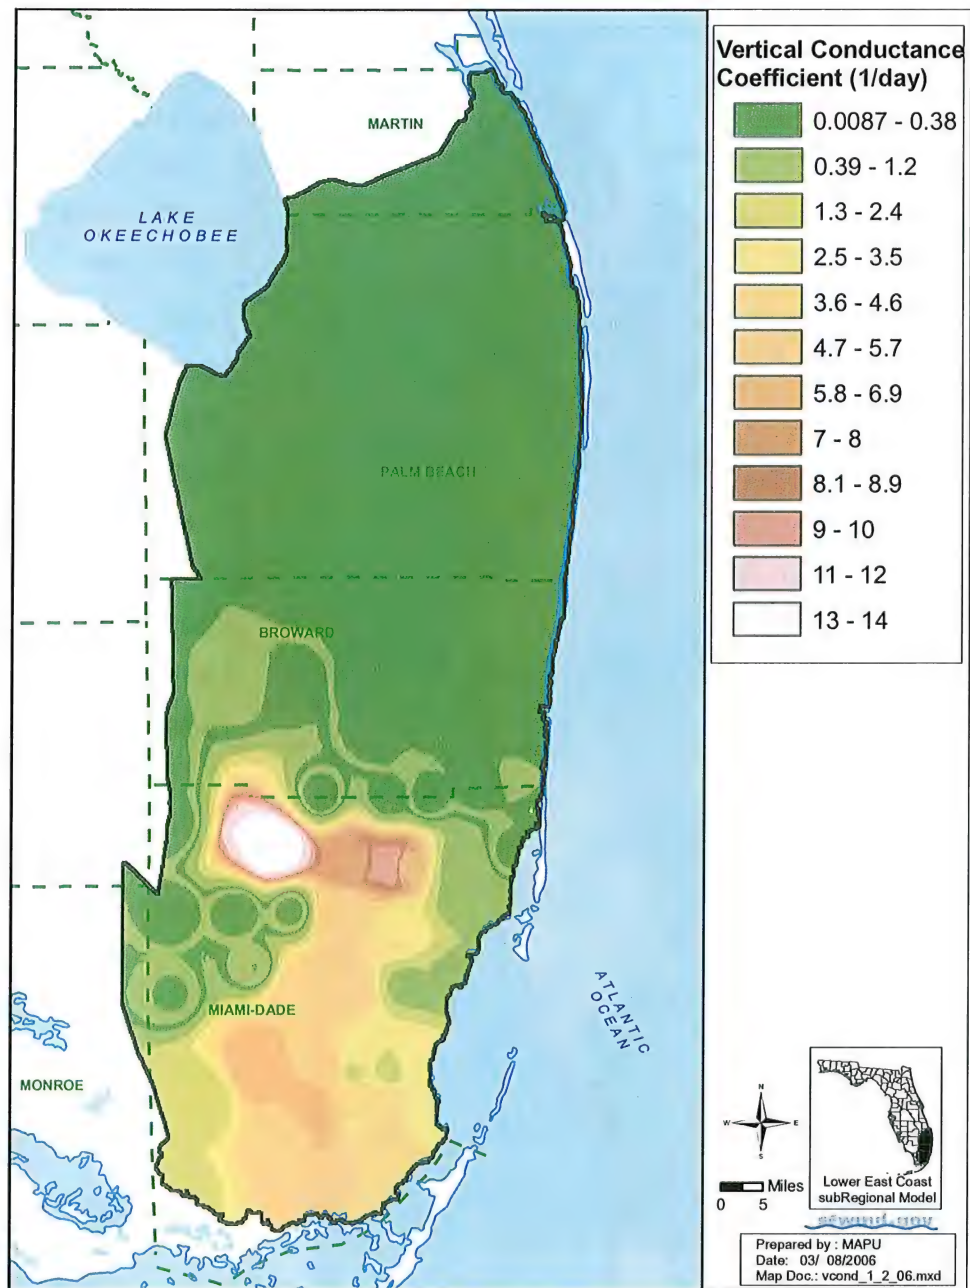 Vertical Conductance
Coefficient (1/day)
0.0087 - 0.38
0.39 - 1.2
1.3 - 2.4
2.5 - 3.5
3.6 - 4.6
4.7 - 5.7
5.8 - 6.9
7 - 8
8.1 - 8.9
9 - 10
11 - 12
13 - 14
MARTIN
LAKE
OKEECHOBEE
PALM BEACH
BROWARD
MIAMI-DADE
MONROE
ATLANTIC
OCEAN
N
W
E
S
Miles
0 5
Lower East Coast
subRegional Model
Prepared by : MAPU
Date: 03/ 08/2006
Map Doc.: vcond_1_2_06.mxd